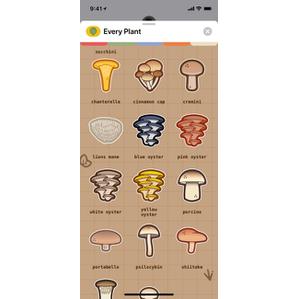 9:41
Every Plant
zucchini
chanterelle cinnamon cap cremini
lions mane blue oyster pink oyster
white oyster yellow oyster porcino
portabello psilocybin shiitake